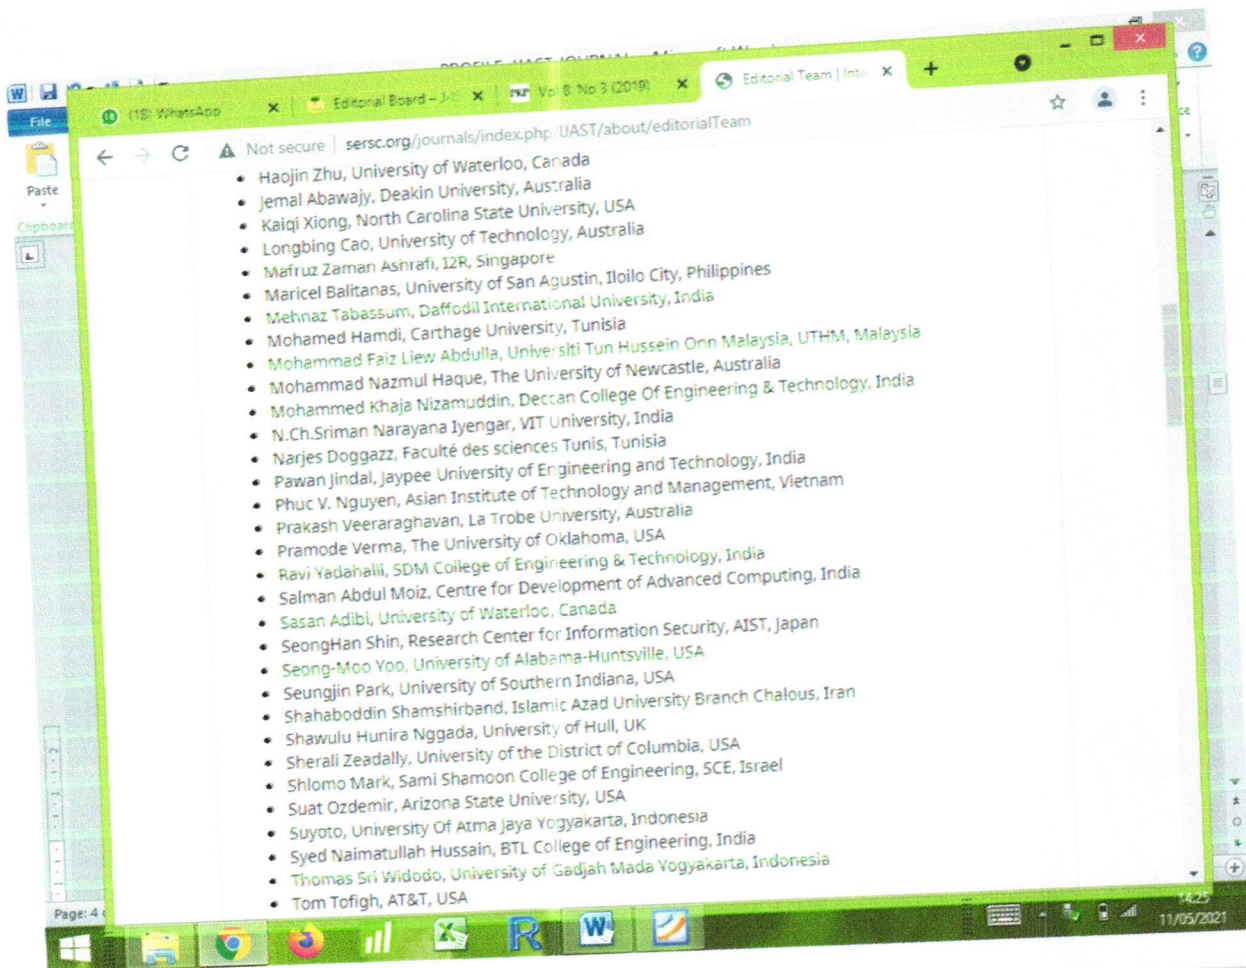 File
Paste
Clipboard
(18) WhatsApp
Editorial Board – J-
Vol 8 No 3 (2019)
Editorial Team | Inte
Not secure | sersc.org/journals/index.php/IJAST/about/editorialTeam
Haojin Zhu, University of Waterloo, Canada
Jemal Abawajy, Deakin University, Australia
Kaiqi Xiong, North Carolina State University, USA
Longbing Cao, University of Technology, Australia
Mafruz Zaman Ashrafi, I2R, Singapore
Maricel Balitanas, University of San Agustin, Iloilo City, Philippines
Mehnaz Tabassum, Daffodil International University, India
Mohamed Hamdi, Carthage University, Tunisia
Mohammad Faiz Liew Abdulla, Universiti Tun Hussein Onn Malaysia, UTHM, Malaysia
Mohammad Nazmul Haque, The University of Newcastle, Australia
Mohammed Khaja Nizamuddin, Deccan College Of Engineering & Technology, India
N.Ch.Sriman Narayana Iyengar, VIT University, India
Narjes Doggazz, Faculté des sciences Tunis, Tunisia
Pawan Jindal, Jaypee University of Engineering and Technology, India
Phuc V. Nguyen, Asian Institute of Technology and Management, Vietnam
Prakash Veeraraghavan, La Trobe University, Australia
Pramode Verma, The University of Oklahoma, USA
Ravi Yadahalli, SDM College of Engineering & Technology, India
Salman Abdul Moiz, Centre for Development of Advanced Computing, India
Sasan Adibi, University of Waterloo, Canada
SeongHan Shin, Research Center for Information Security, AIST, Japan
Seong-Moo Yoo, University of Alabama-Huntsville, USA
Seungjin Park, University of Southern Indiana, USA
Shahaboddin Shamshirband, Islamic Azad University Branch Chalous, Iran
Shawulu Hunira Nggada, University of Hull, UK
Sherali Zeadally, University of the District of Columbia, USA
Shlomo Mark, Sami Shamoon College of Engineering, SCE, Israel
Suat Ozdemir, Arizona State University, USA
Suyoto, University Of Atma Jaya Yogyakarta, Indonesia
Syed Naimatullah Hussain, BTL College of Engineering, India
Thomas Sri Widodo, University of Gadjah Mada Yogyakarta, Indonesia
Tom Tofigh, AT&T, USA
Page: 4
14:25
11/05/2021